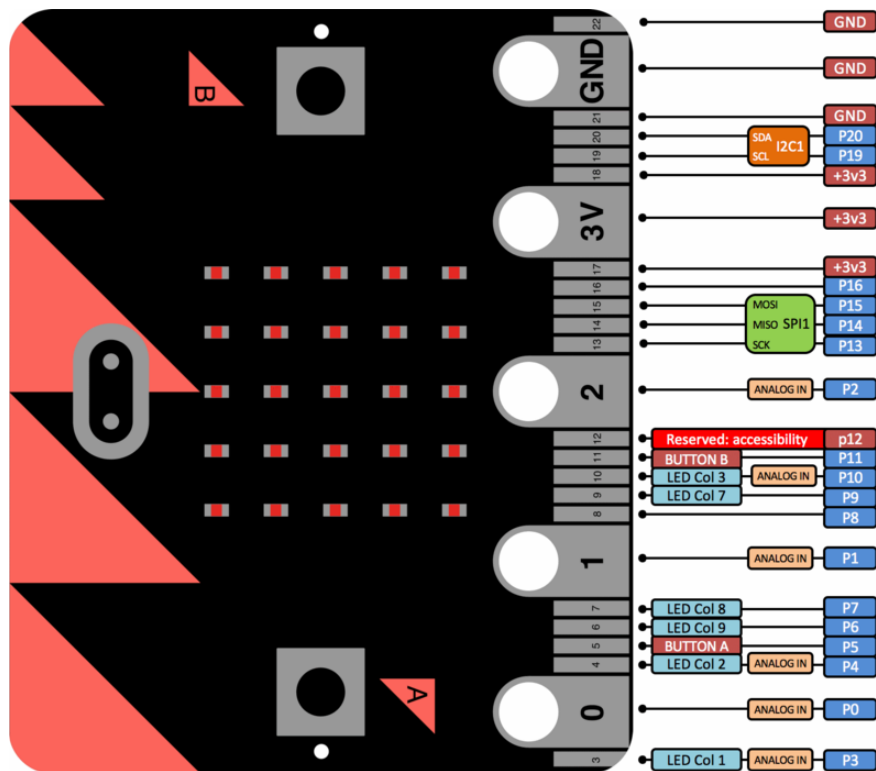 22 GND
GND GND
21 GND
20 SDA I2C1 P20
19 SCL P19
18 +3v3
3V +3v3
17 +3v3
16 P16
15 MOSI P15
14 MISO SPI1 P14
13 SCK P13
2 ANALOG IN P2
12 Reserved: accessibility p12
11 BUTTON B P11
10 LED Col 3 ANALOG IN P10
9 LED Col 7 P9
8 P8
1 ANALOG IN P1
7 LED Col 8 P7
6 LED Col 9 P6
5 BUTTON A P5
4 LED Col 2 ANALOG IN P4
0 ANALOG IN P0
3 LED Col 1 ANALOG IN P3
B
A